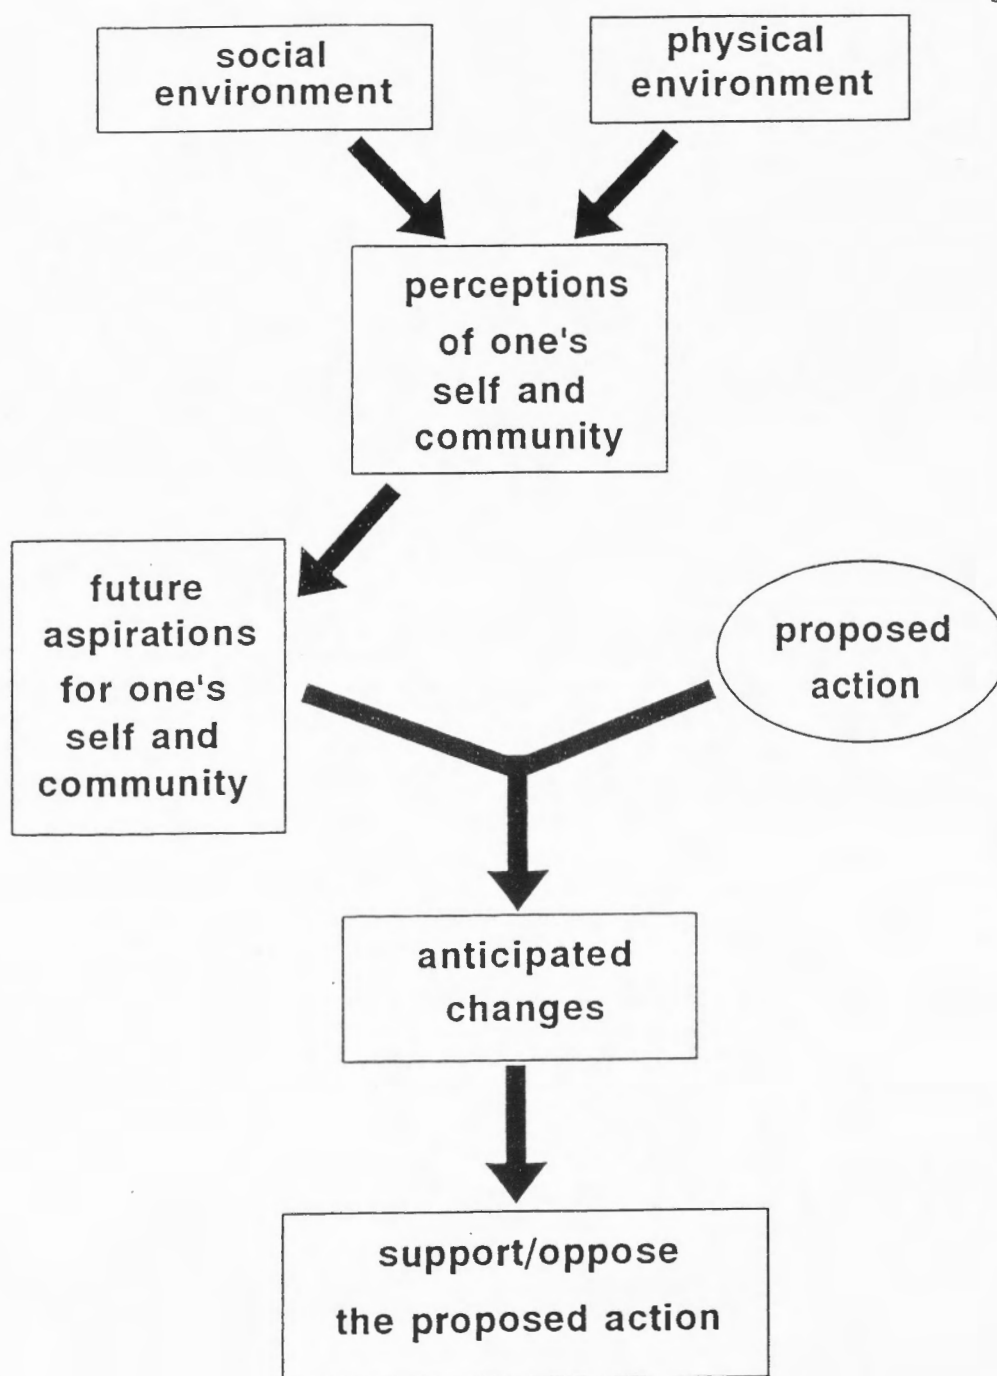 social
environment
physical
environment
perceptions
of one's
self and
community
future
aspirations
for one's
self and
community
proposed
action
anticipated
changes
support/oppose
the proposed action